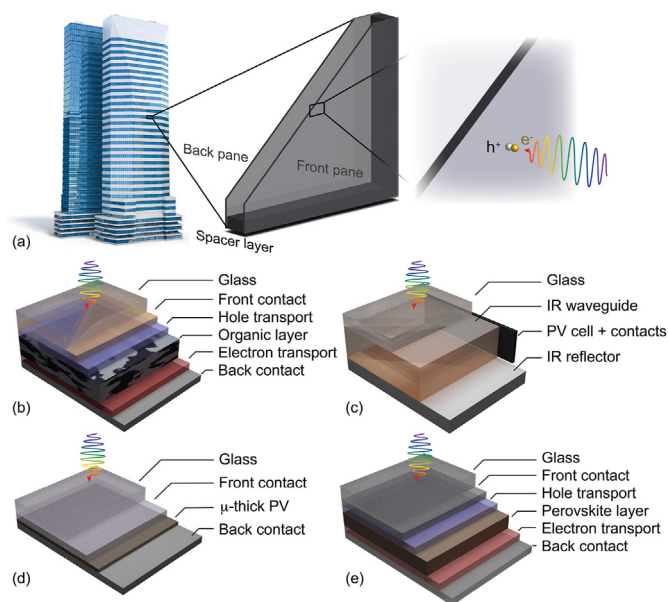 Back pane
Front pane
Spacer layer
h⁺
e⁻
(a)
Glass
Front contact
Hole transport
Organic layer
Electron transport
Back contact
(b)
Glass
IR waveguide
PV cell + contacts
IR reflector
(c)
Glass
Front contact
μ-thick PV
Back contact
(d)
Glass
Front contact
Hole transport
Perovskite layer
Electron transport
Back contact
(e)